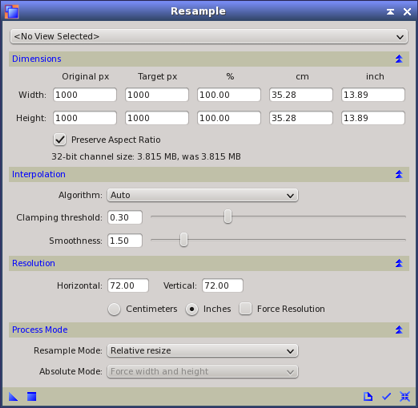 Resample
<No View Selected>
Dimensions
Original px Target px % cm inch
Width: 1000 1000 100.00 35.28 13.89
Height: 1000 1000 100.00 35.28 13.89
Preserve Aspect Ratio
32-bit channel size: 3.815 MB, was 3.815 MB
Interpolation
Algorithm: Auto
Clamping threshold: 0.30
Smoothness: 1.50
Resolution
Horizontal: 72.00 Vertical: 72.00
Centimeters Inches Force Resolution
Process Mode
Resample Mode: Relative resize
Absolute Mode: Force width and height